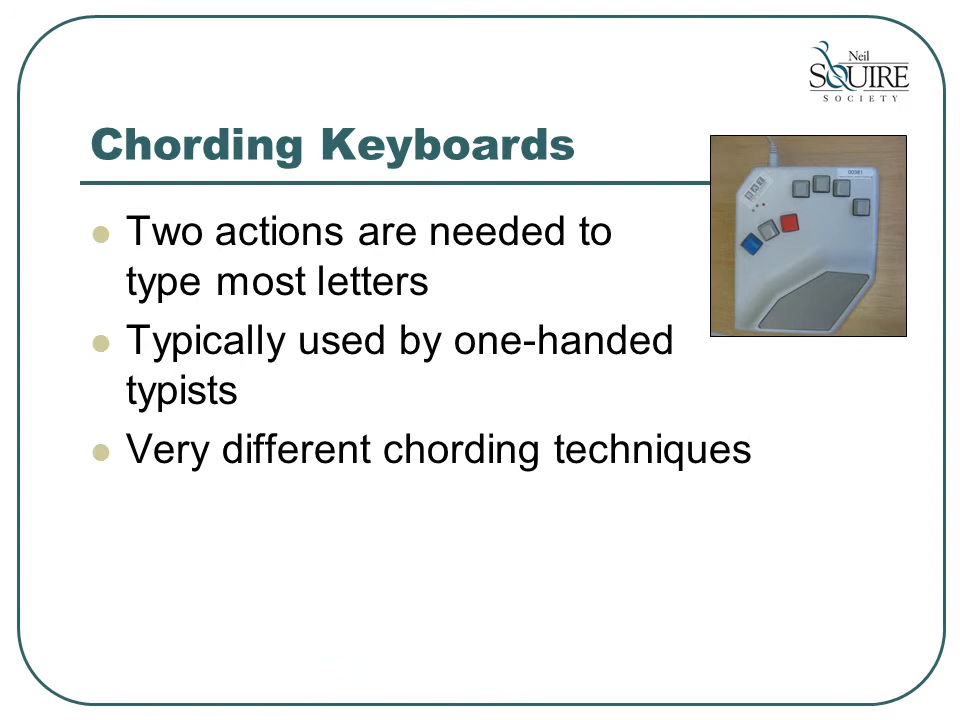 Neil
SQUIRE
SOCIETY
Chording Keyboards
00381
Two actions are needed to
type most letters
Typically used by one-handed
typists
Very different chording techniques